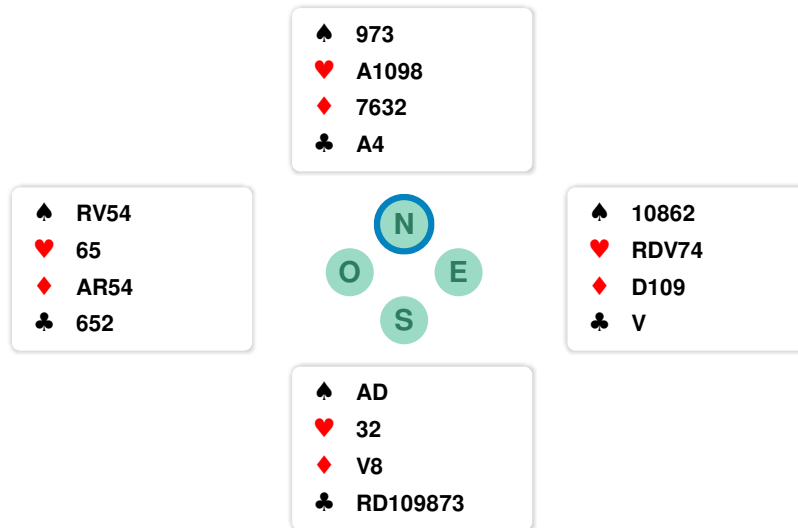 ♠ 973
♥ A1098
♦ 7632
♣ A4
♠ RV54
♥ 65
♦ AR54
♣ 652
N
O
E
S
♠ 10862
♥ RDV74
♦ D109
♣ V
♠ AD
♥ 32
♦ V8
♣ RD109873